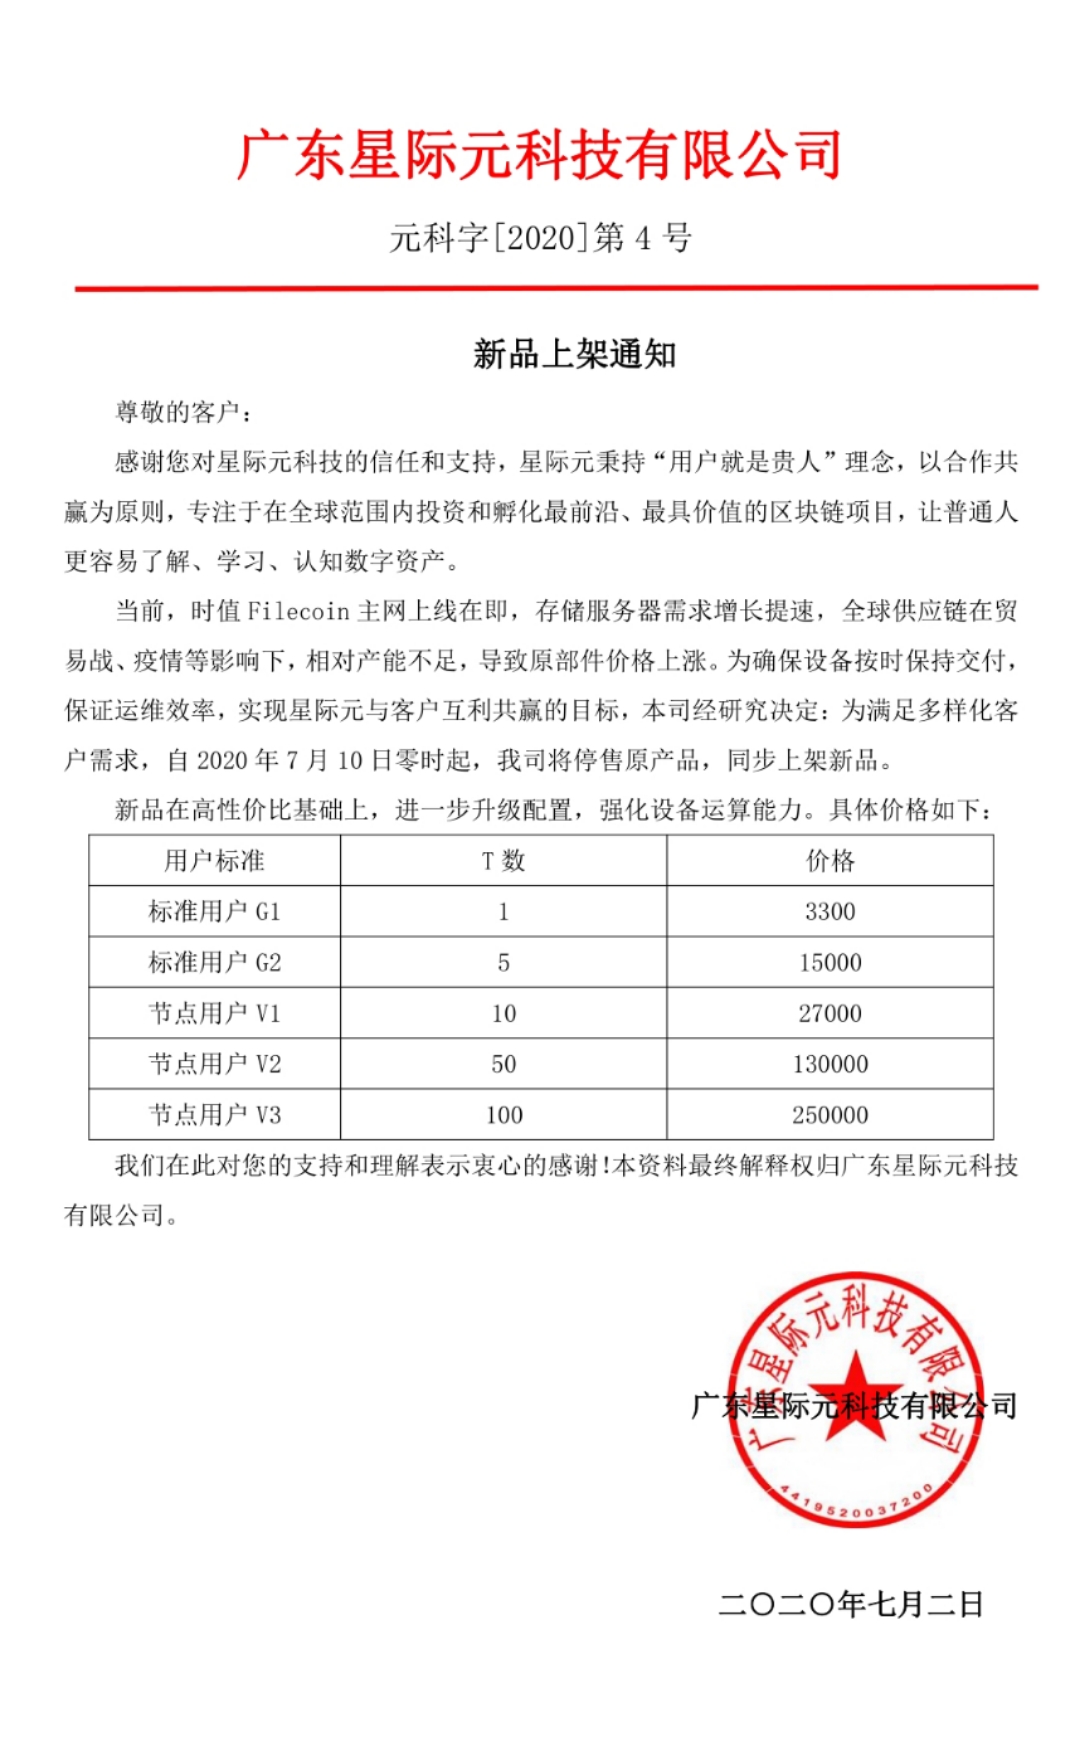 广东星际元科技有限公司
元科字[2020]第 4 号
新品上架通知
尊敬的客户：
感谢您对星际元科技的信任和支持，星际元秉持“用户就是贵人”理念，以合作共
赢为原则，专注于在全球范围内投资和孵化最前沿、最具价值的区块链项目，让普通人
更容易了解、学习、认知数字资产。
当前，时值 Filecoin 主网上线在即，存储服务器需求增长提速，全球供应链在贸
易战、疫情等影响下，相对产能不足，导致原部件价格上涨。为确保设备按时保持交付，
保证运维效率，实现星际元与客户互利共赢的目标，本司经研究决定：为满足多样化客
户需求，自 2020 年 7 月 10 日零时起，我司将停售原产品，同步上架新品。
新品在高性价比基础上，进一步升级配置，强化设备运算能力。具体价格如下：
用户标准 T 数 价格
标准用户 G1 1 3300
标准用户 G2 5 15000
节点用户 V1 10 27000
节点用户 V2 50 130000
节点用户 V3 100 250000
我们在此对您的支持和理解表示衷心的感谢！本资料最终解释权归广东星际元科技
有限公司。
广东星际元科技有限公司
广东星际元科技有限公司
4419520037200
二〇二〇年七月二日